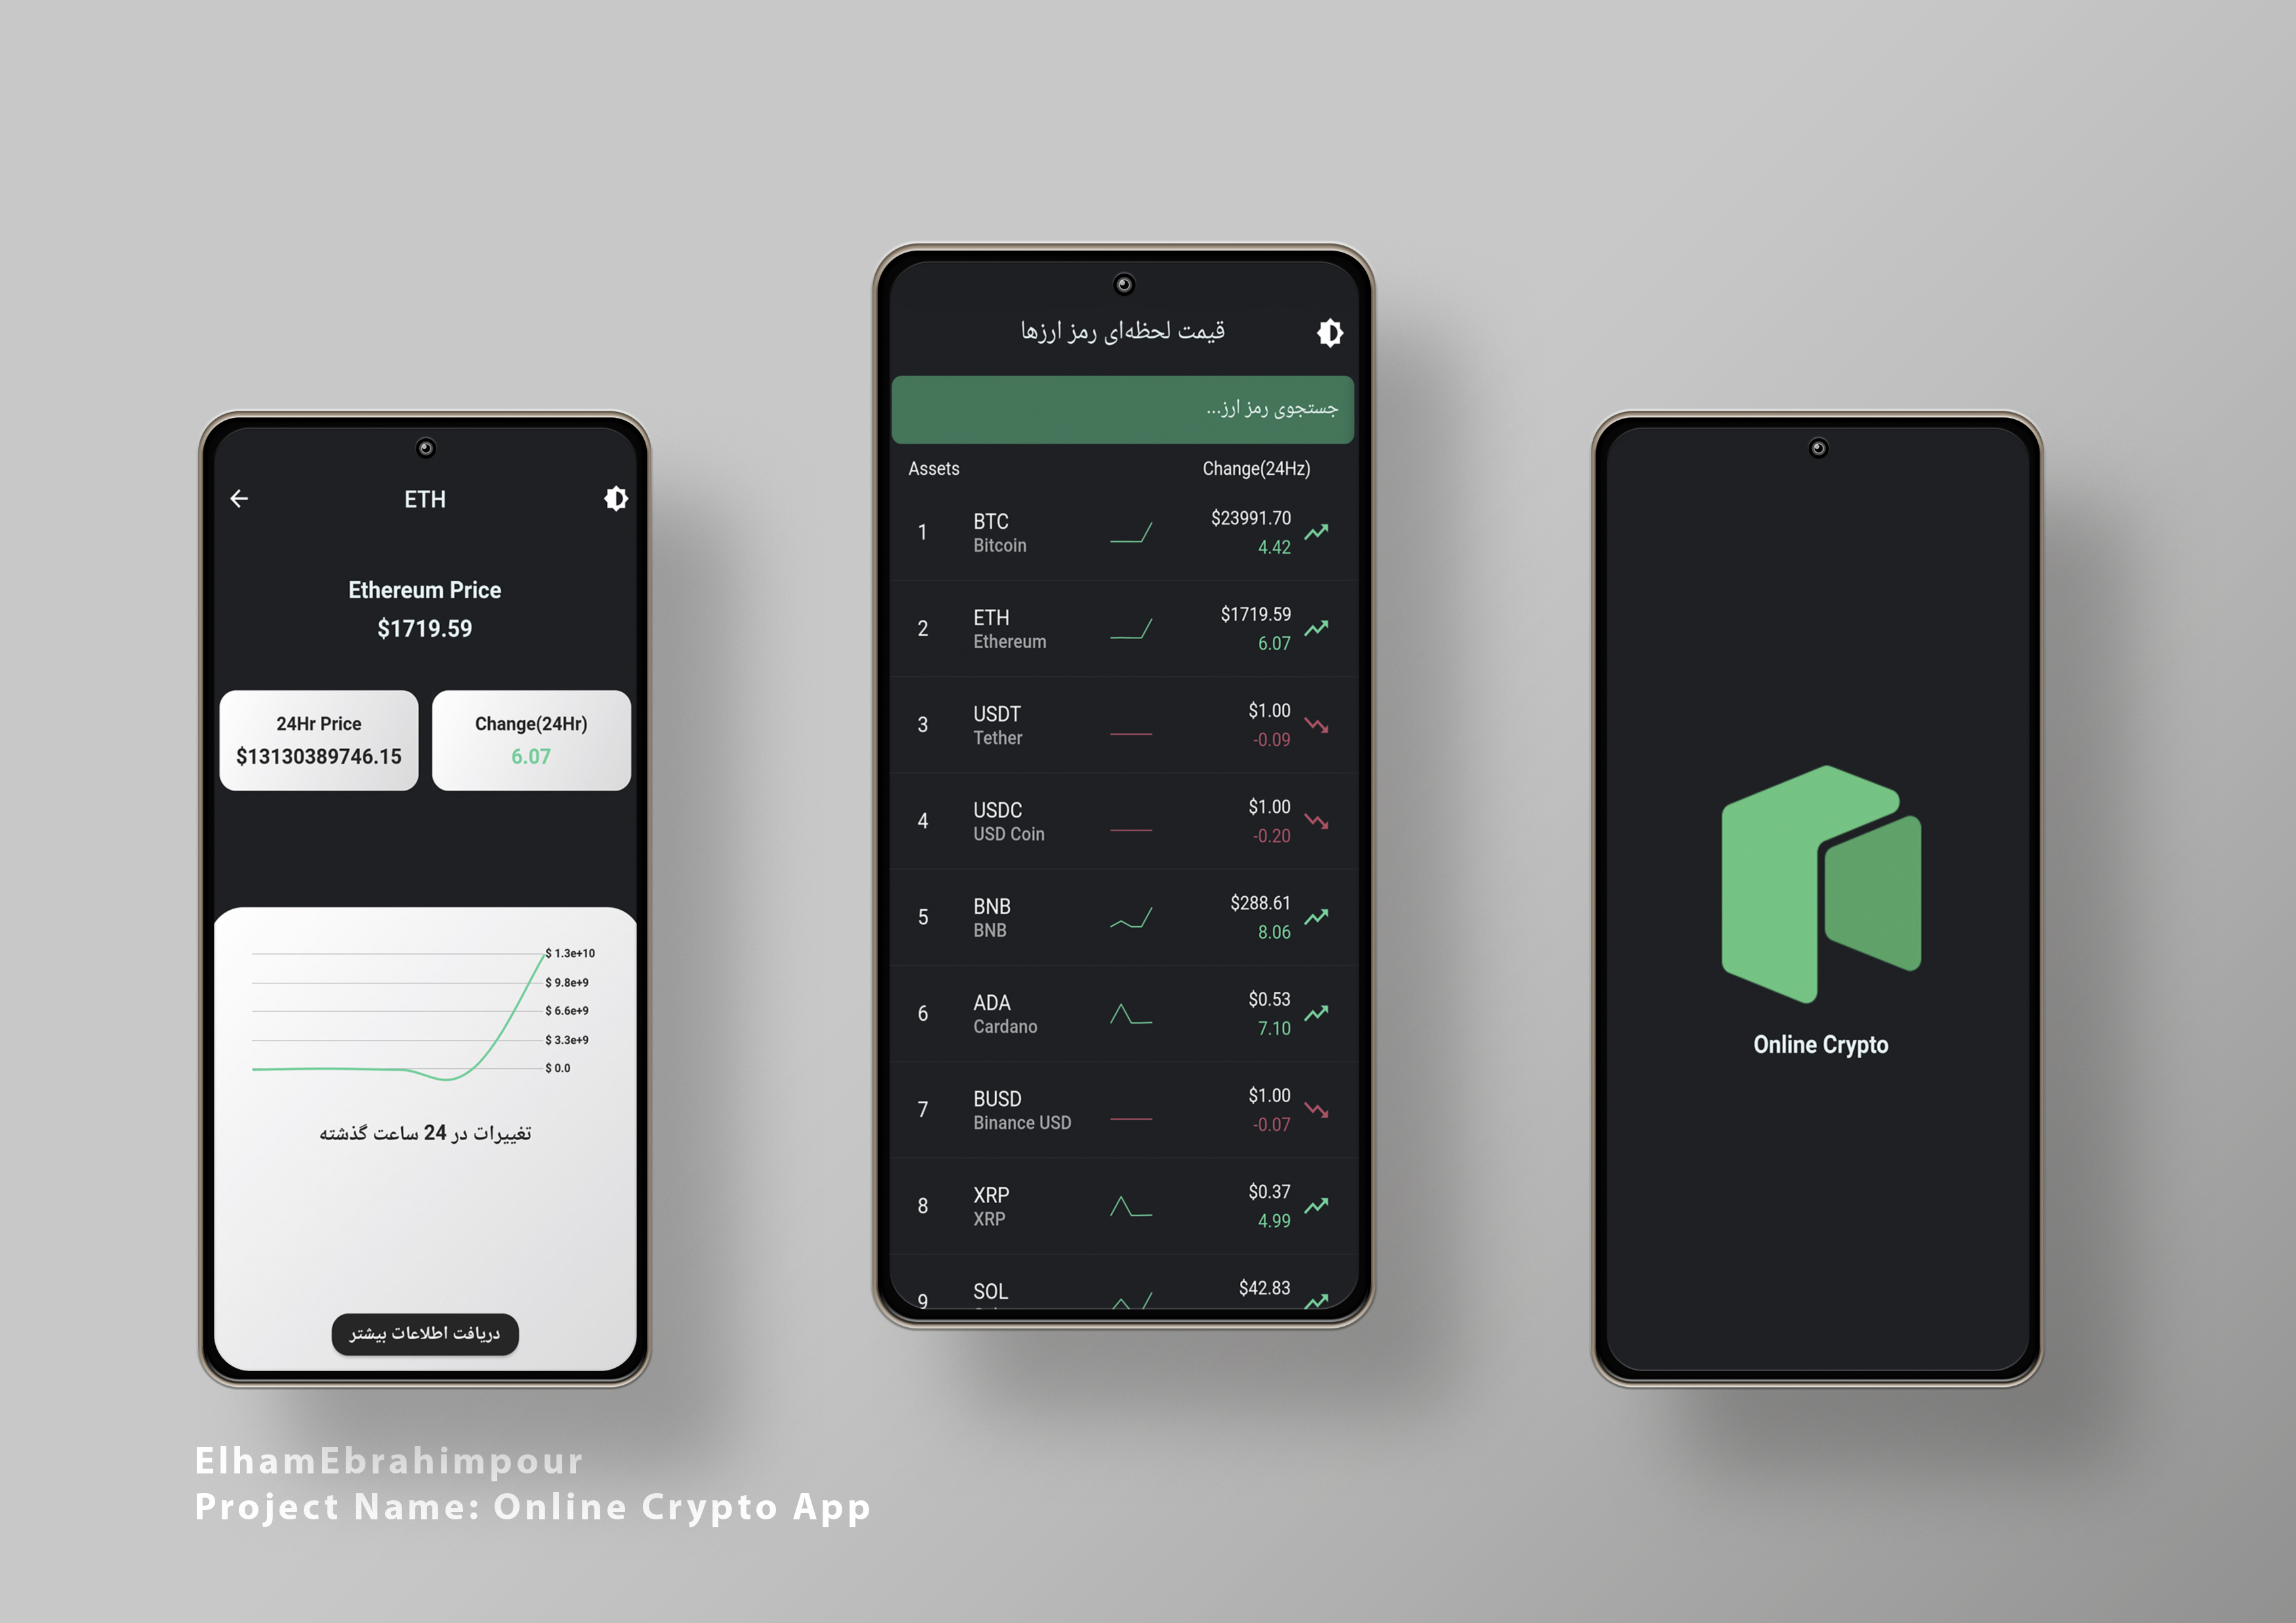 ETH
Ethereum Price
$1719.59
24Hr Price
$13130389746.15
Change(24Hr)
6.07
$ 1.3e+10
$ 9.8e+9
$ 6.6e+9
$ 3.3e+9
$ 0.0
تغییرات در 24 ساعت گذشته
دریافت اطلاعات بیشتر
قیمت لحظه‌ای رمز ارزها
جستجوی رمز ارز...
Assets Change(24Hz)
1 BTC $23991.70
Bitcoin 4.42
2 ETH $1719.59
Ethereum 6.07
3 USDT $1.00
Tether -0.09
4 USDC $1.00
USD Coin -0.20
5 BNB $288.61
BNB 8.06
6 ADA $0.53
Cardano 7.10
7 BUSD $1.00
Binance USD -0.07
8 XRP $0.37
XRP 4.99
9 SOL $42.83
Online Crypto
ElhamEbrahimpour
Project Name: Online Crypto App